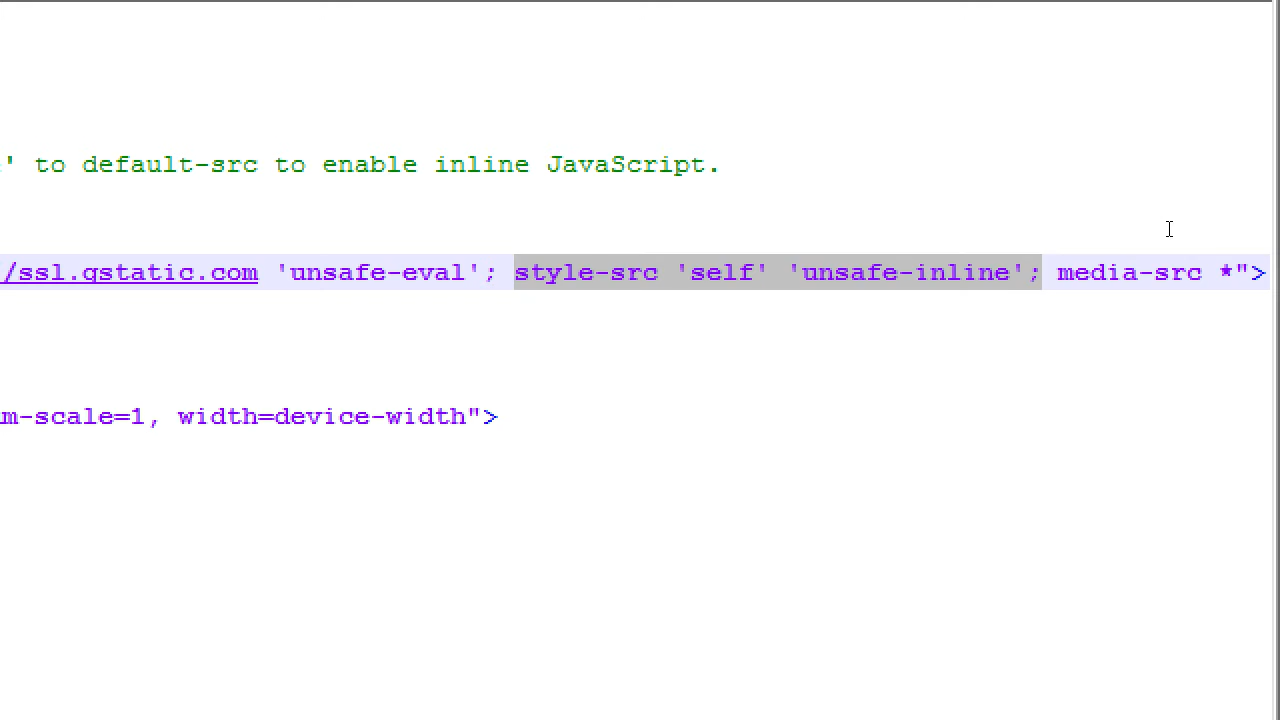 ' to default-src to enable inline JavaScript.
/ssl.gstatic.com 'unsafe-eval'; style-src 'self' 'unsafe-inline'; media-src *">
m-scale=1, width=device-width">